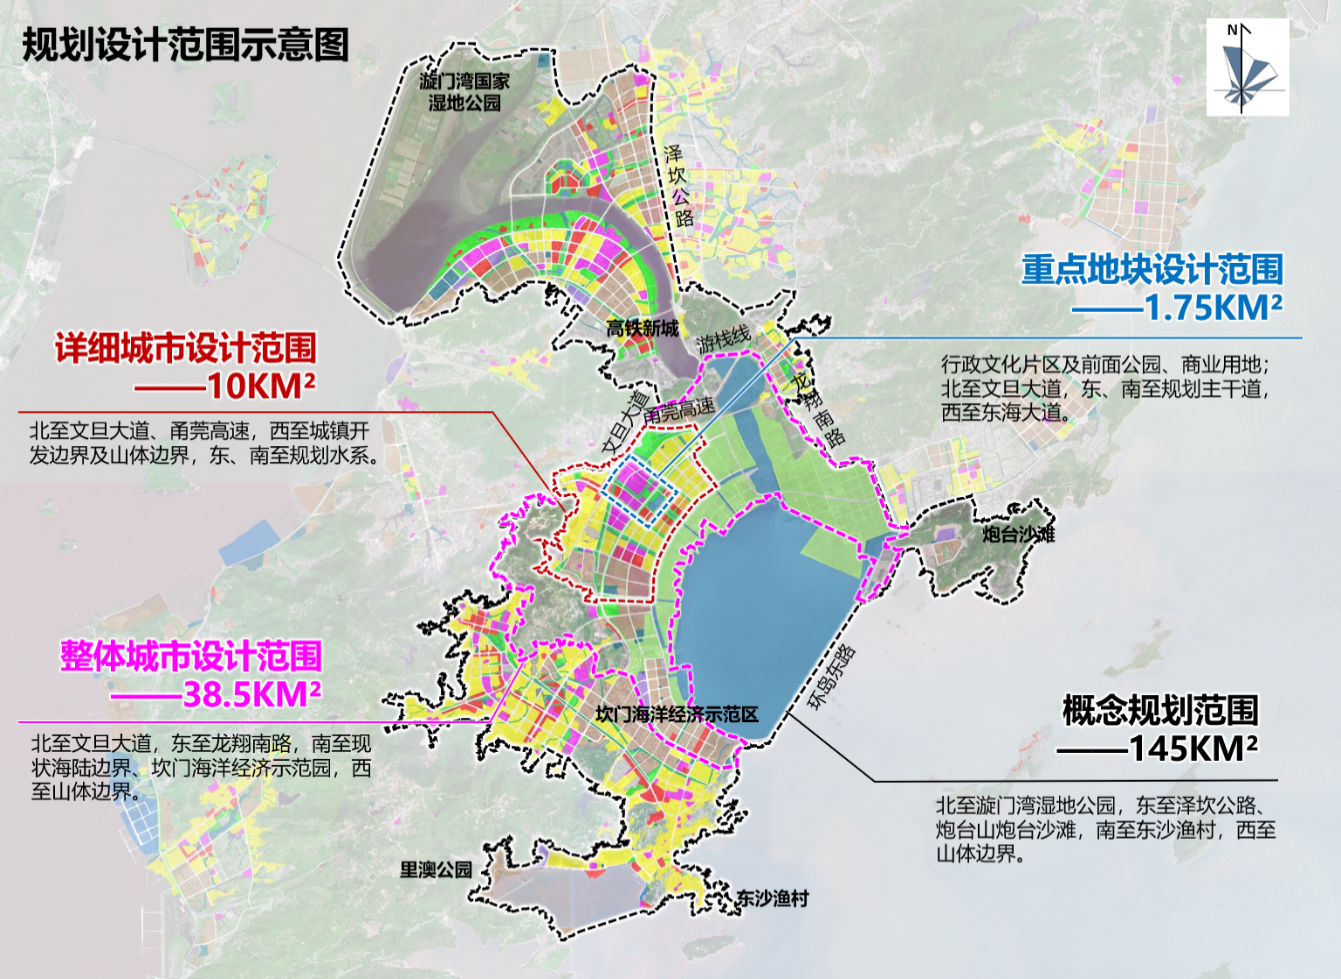 规划设计范围示意图
N
漩门湾国家
湿地公园
泽坎公路
重点地块设计范围
——1.75KM²
行政文化片区及前面公园、商业用地；
北至文旦大道，东、南至规划主干道，
西至东海大道。
高铁新城
游栈线
龙翔南路
文旦大道
甬莞高速
详细城市设计范围
——10KM²
北至文旦大道、甬莞高速，西至城镇开
发边界及山体边界，东、南至规划水系。
炮台沙滩
整体城市设计范围
——38.5KM²
北至文旦大道，东至龙翔南路，南至现
状海陆边界、坎门海洋经济示范园，西
至山体边界。
坎门海洋经济示范区
环岛东路
概念规划范围
——145KM²
北至漩门湾湿地公园，东至泽坎公路、
炮台山炮台沙滩，南至东沙渔村，西至
山体边界。
里澳公园
东沙渔村